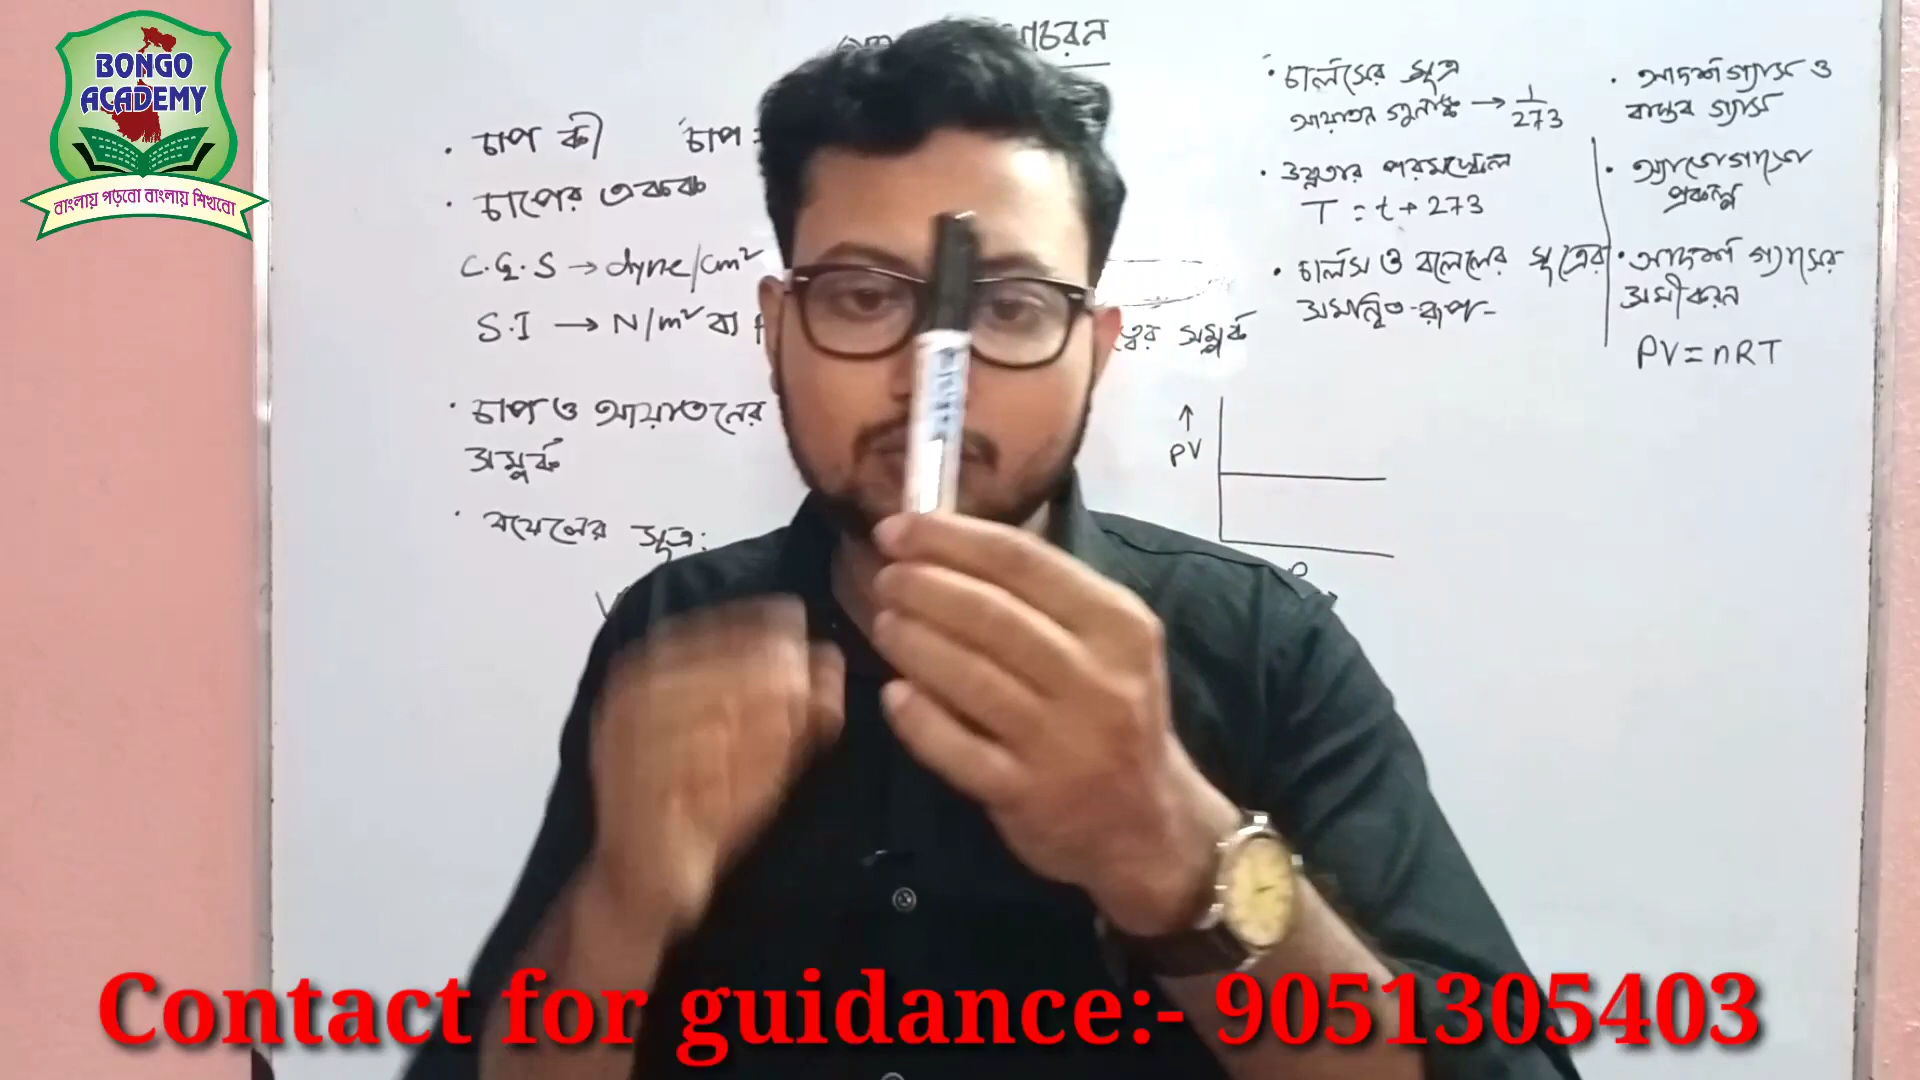 BONGO
ACADEMY
বাংলায় পড়বো বাংলায় শিখবো
চরন
• চাপ কী চাপ
• চাপের একক
C.G.S → dyne/cm²
S.I → N/m² বা
• চাপ ও আয়তনের
সম্পর্ক
• বয়েলের সূত্র:
V
ত্বের সম্পর্ক
↑
PV
P
• চার্লসের সূত্র
আয়তন গুনাঙ্ক → 1/273
• উষ্ণতার পরমস্কেল
T = t + 273
• চার্লস ও বয়েলের সূত্রের
সমন্বিত রূপ -
• আদর্শ গ্যাস ও
বাস্তব গ্যাস
• অ্যাভোগাড্রো
প্রকল্প
• আদর্শ গ্যাসের
সমীকরন
PV = nRT
Contact for guidance:- 9051305403